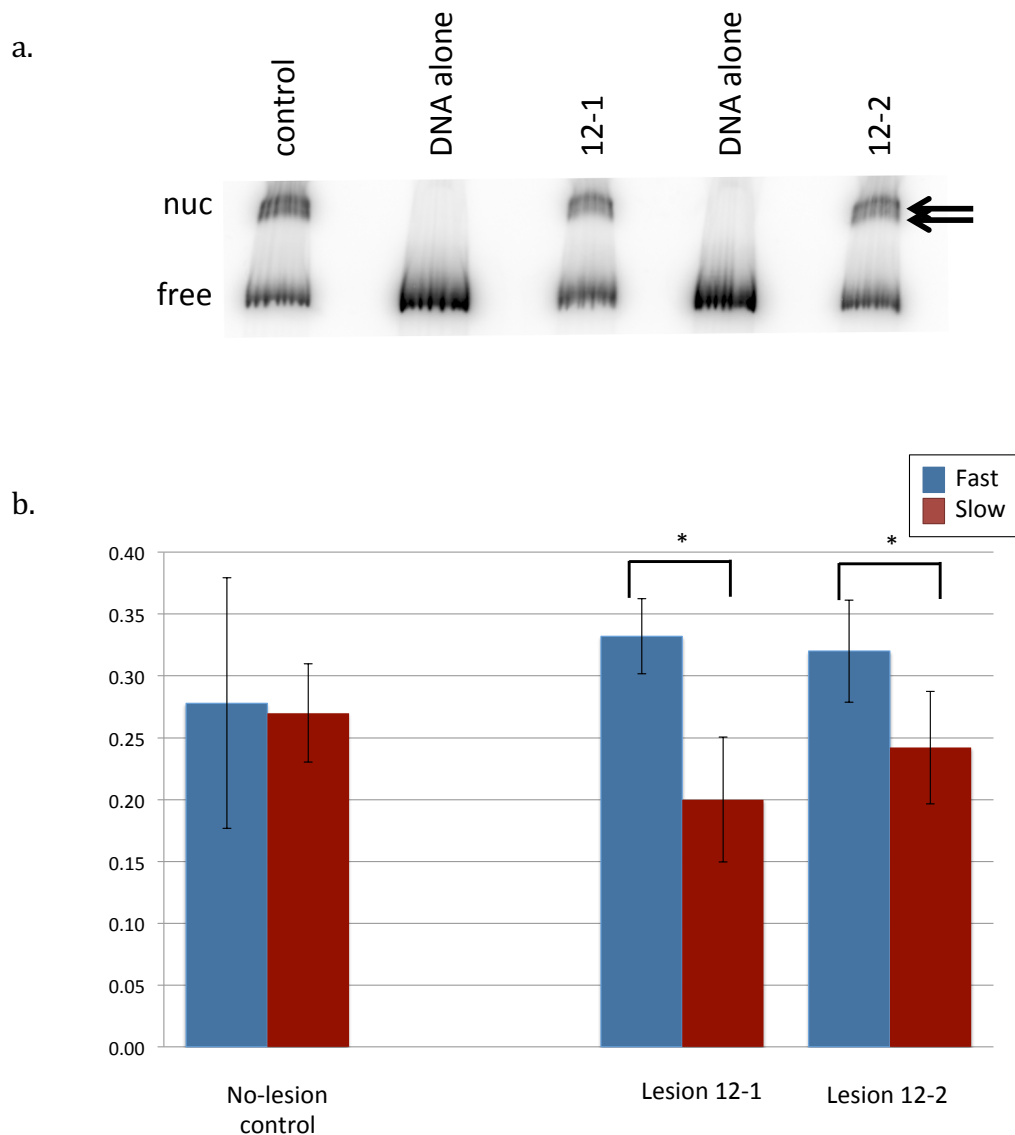 a.
control
DNA alone
12-1
DNA alone
12-2
nuc
free
b.
Fast
Slow
*
*
0.40
0.35
0.30
0.25
0.20
0.15
0.10
0.05
0.00
No-lesion
control
Lesion 12-1
Lesion 12-2